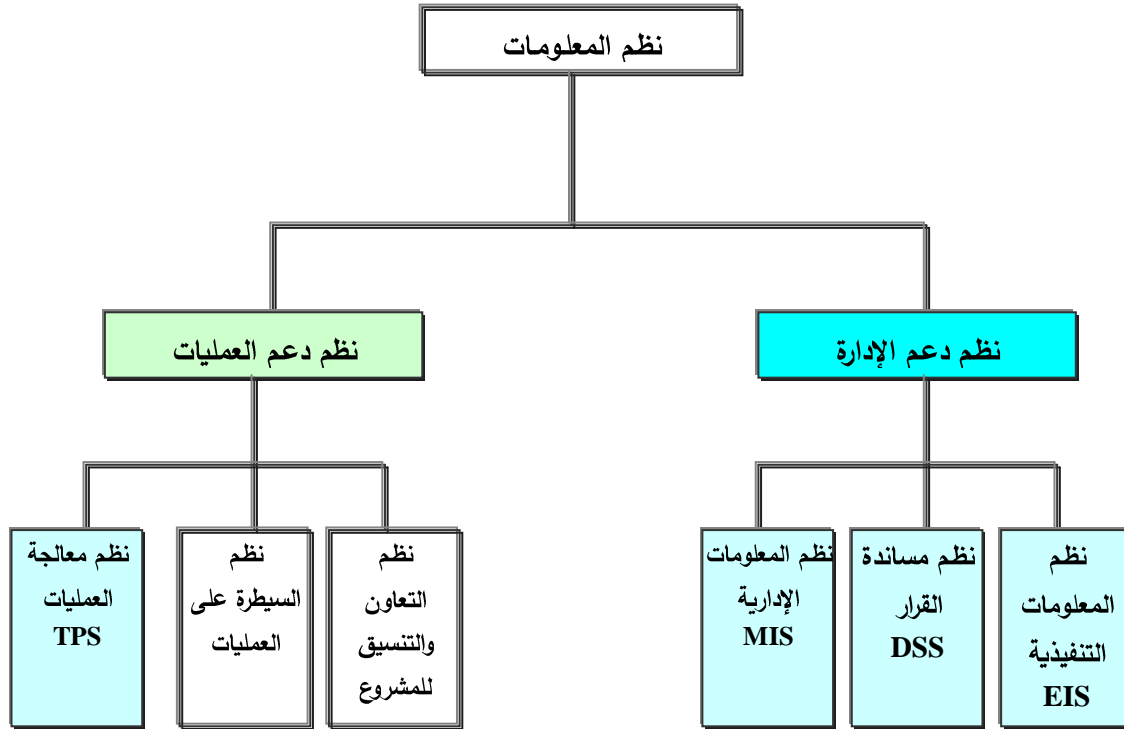 نظم المعلومات
نظم دعم الإدارة
نظم دعم العمليات
نظم
المعلومات
التنفيذية
EIS
نظم مساندة
القرار
DSS
نظم المعلومات
الإدارية
MIS
نظم
التعاون
والتنسيق
للمشروع
نظم
السيطرة على
العمليات
نظم معالجة
العمليات
TPS